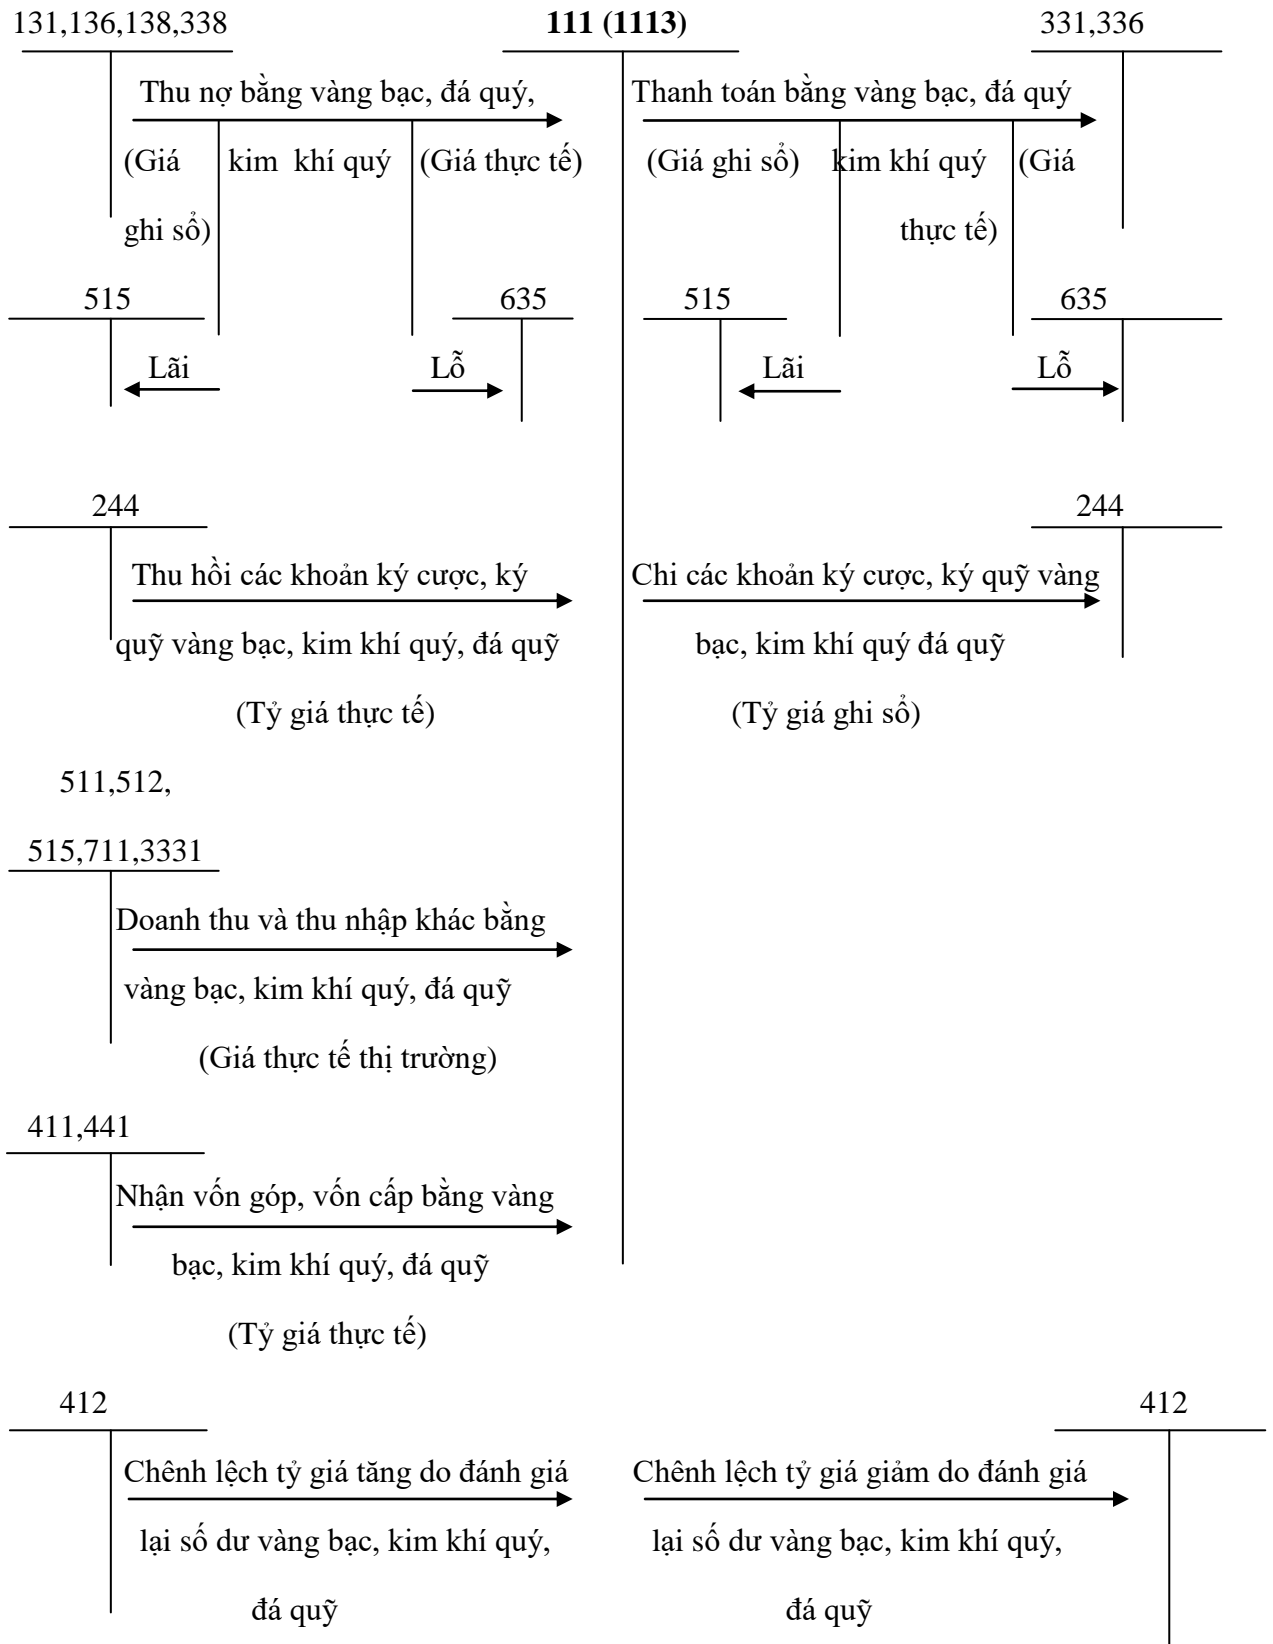 131,136,138,338 111 (1113) 331,336
Thu nợ bằng vàng bạc, đá quý, Thanh toán bằng vàng bạc, đá quý
(Giá kim khí quý (Giá thực tế) (Giá ghi sổ) kim khí quý (Giá
ghi sổ) thực tế)
515 635 515 635
Lãi Lỗ Lãi Lỗ
244 244
Thu hồi các khoản ký cược, ký Chi các khoản ký cược, ký quỹ vàng
quỹ vàng bạc, kim khí quý, đá quỹ bạc, kim khí quý đá quỹ
(Tỷ giá thực tế) (Tỷ giá ghi sổ)
511,512,
515,711,3331
Doanh thu và thu nhập khác bằng
vàng bạc, kim khí quý, đá quỹ
(Giá thực tế thị trường)
411,441
Nhận vốn góp, vốn cấp bằng vàng
bạc, kim khí quý, đá quỹ
(Tỷ giá thực tế)
412 412
Chênh lệch tỷ giá tăng do đánh giá Chênh lệch tỷ giá giảm do đánh giá
lại số dư vàng bạc, kim khí quý, lại số dư vàng bạc, kim khí quý,
đá quỹ đá quỹ